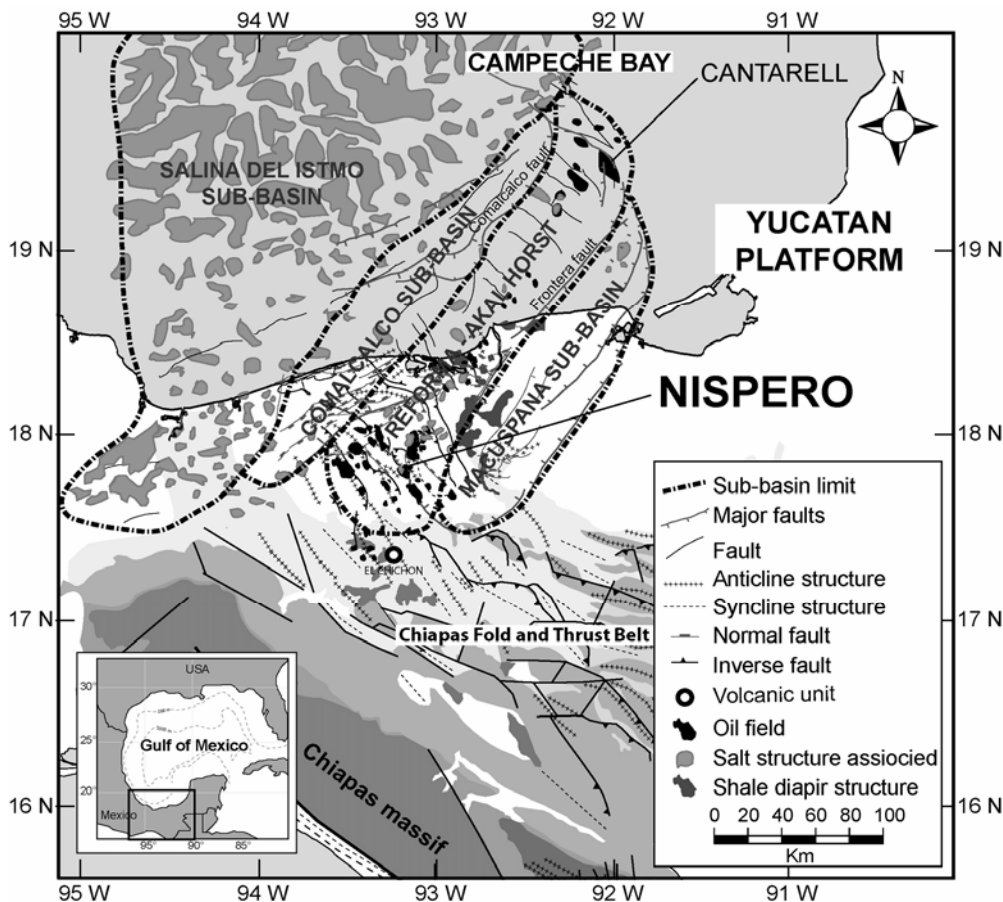 95 W 94 W 93 W 92 W 91 W
CAMPECHE BAY
CANTARELL
N
SALINA DEL ISTMO
SUB-BASIN
Comalcalco fault
COMALCALCO SUB-BASIN
REFORMA - AKAL HORST
Frontera fault
MACUSPANA SUB-BASIN
YUCATAN
PLATFORM
19 N
19 N
NISPERO
18 N
18 N
EL CHICHON
17 N
17 N
Chiapas Fold and Thrust Belt
Chiapas massif
16 N
16 N
Sub-basin limit
Major faults
Fault
Anticline structure
Syncline structure
Normal fault
Inverse fault
Volcanic unit
Oil field
Salt structure assiocied
Shale diapir structure
0 20 40 60 80 100
Km
USA
30°
25°
Gulf of Mexico
20°
Mexico
95° 90° 85°
95 W 94 W 93 W 92 W 91 W